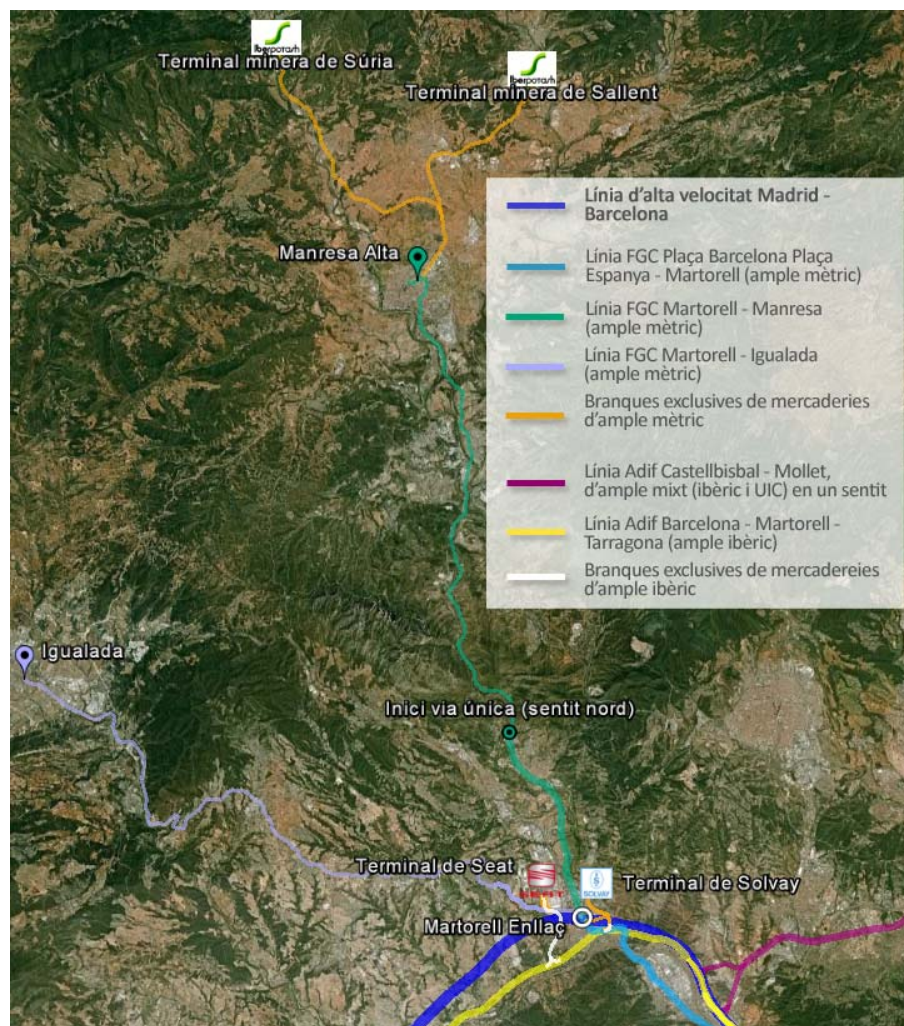 Iberpotash
Terminal minera de Súria
Iberpotash
Terminal minera de Sallent
Línia d'alta velocitat Madrid -
Barcelona
Manresa Alta
Línia FGC Plaça Barcelona Plaça
Espanya - Martorell (ample mètric)
Línia FGC Martorell - Manresa
(ample mètric)
Línia FGC Martorell - Igualada
(ample mètric)
Branques exclusives de mercaderies
d'ample mètric
Línia Adif Castellbisbal - Mollet,
d'ample mixt (ibèric i UIC) en un sentit
Línia Adif Barcelona - Martorell -
Tarragona (ample ibèric)
Branques exclusives de mercadereies
d'ample ibèric
Igualada
Inici via única (sentit nord)
Terminal de Seat
SEAT
SOLVAY
Terminal de Solvay
Martorell Enllaç